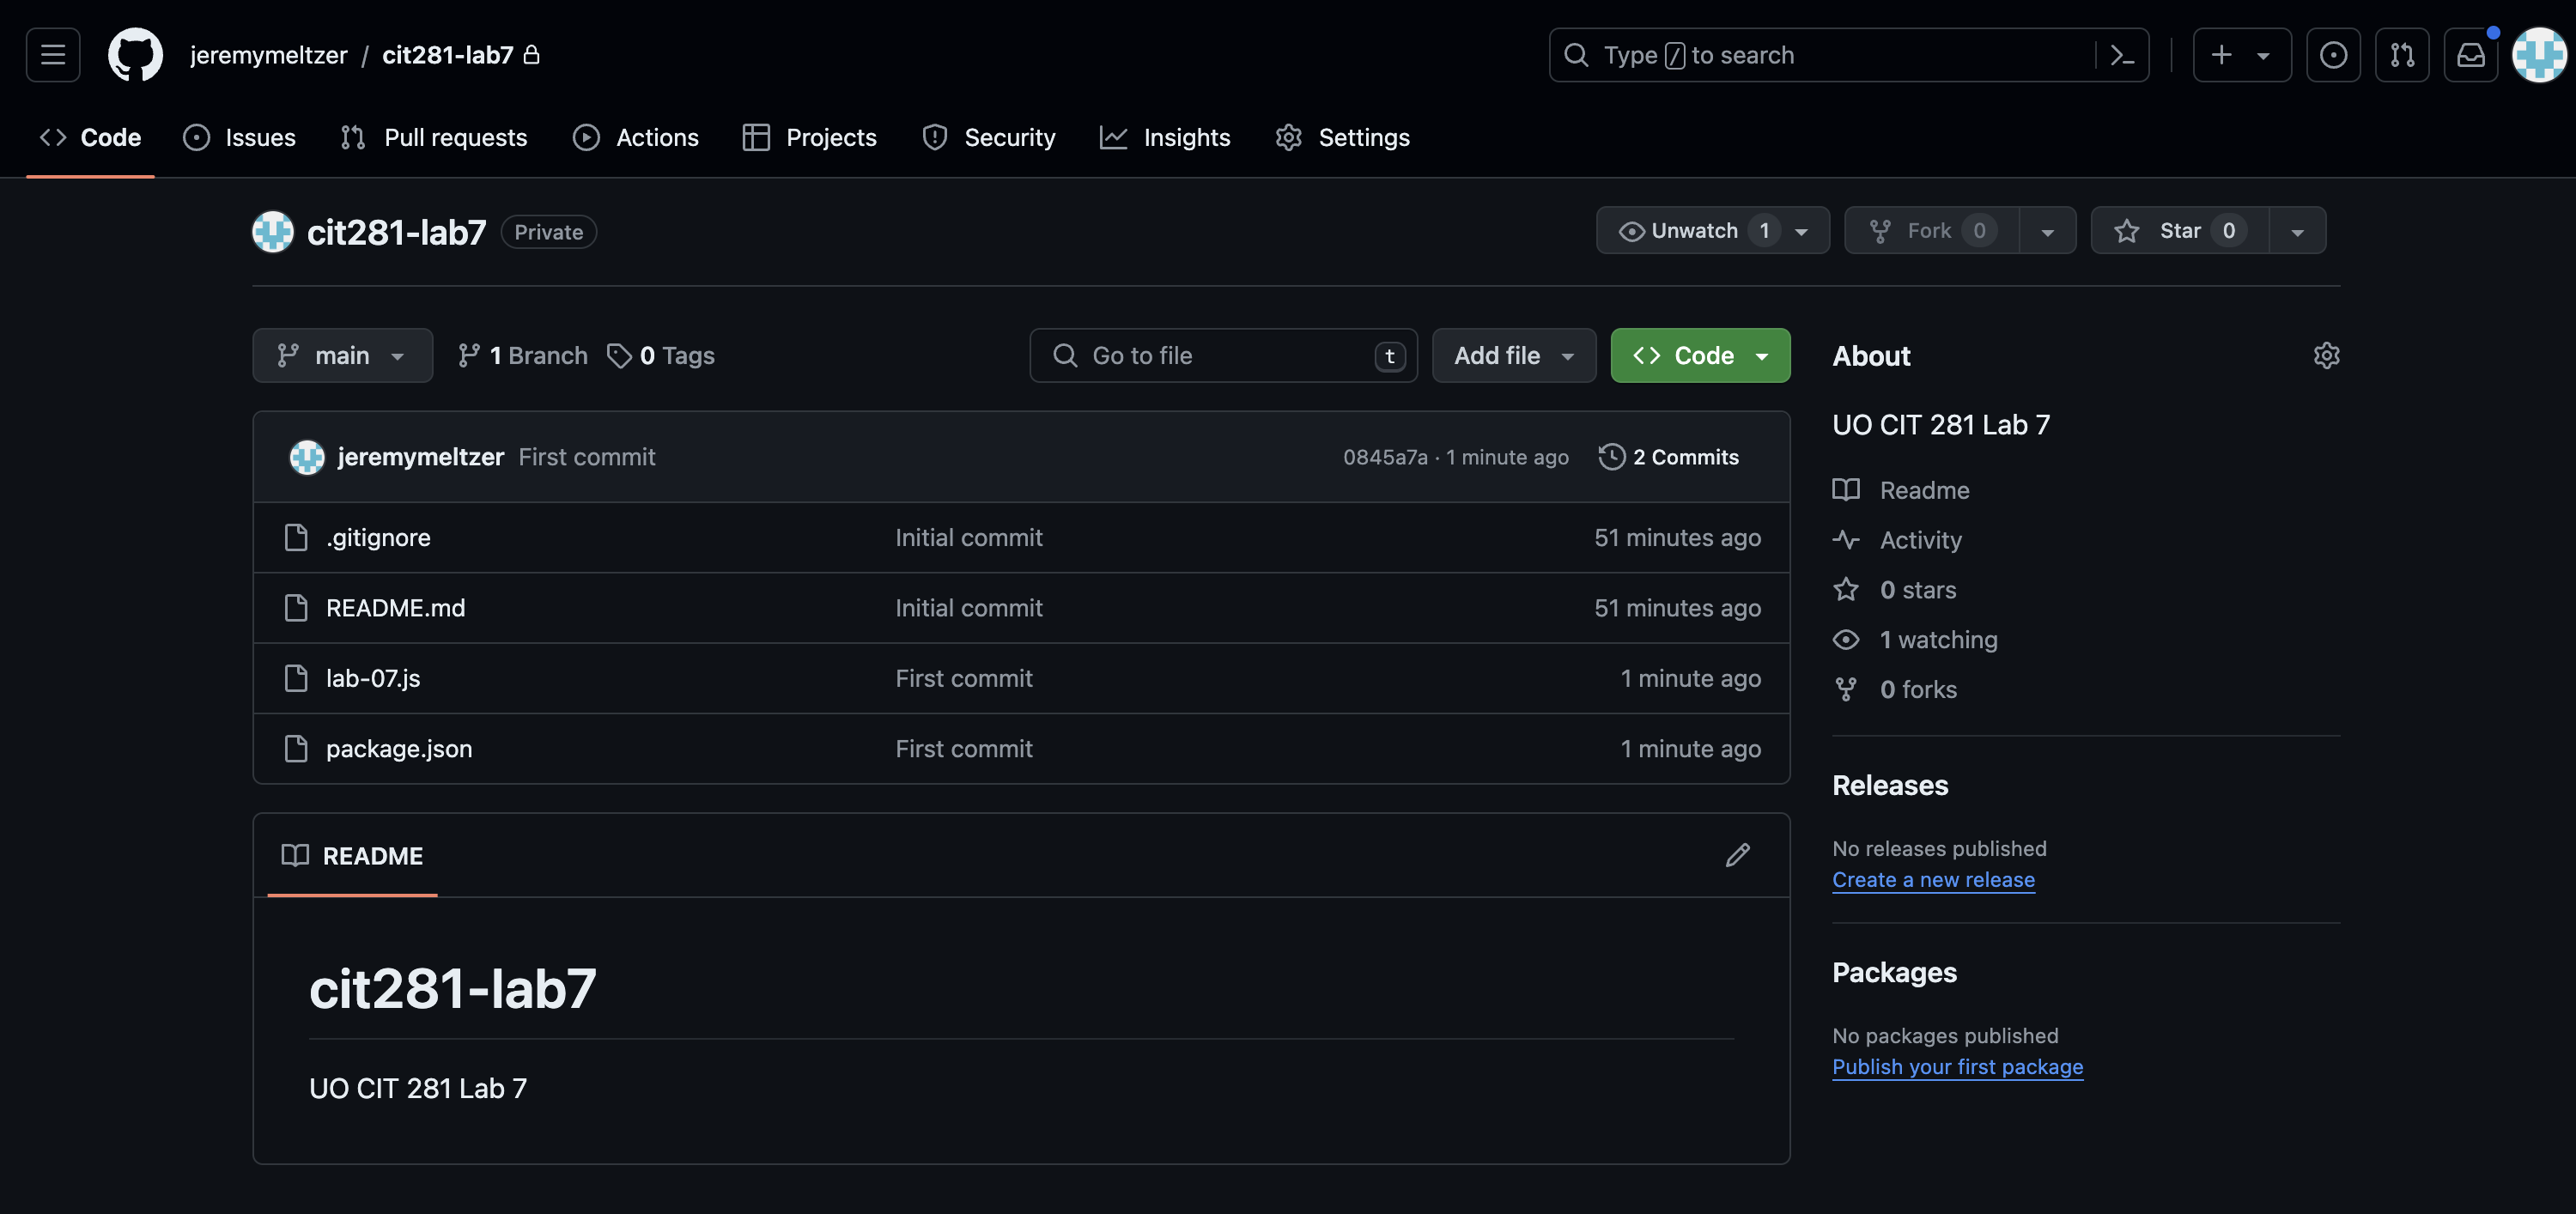 jeremymeltzer / cit281-lab7
Type / to search
Code Issues Pull requests Actions Projects Security Insights Settings
cit281-lab7 Private
Unwatch 1 Fork 0 Star 0
main 1 Branch 0 Tags
Go to file t Add file Code
jeremymeltzer First commit 0845a7a · 1 minute ago 2 Commits
.gitignore Initial commit 51 minutes ago
README.md Initial commit 51 minutes ago
lab-07.js First commit 1 minute ago
package.json First commit 1 minute ago
README
cit281-lab7
UO CIT 281 Lab 7
About
UO CIT 281 Lab 7
Readme
Activity
0 stars
1 watching
0 forks
Releases
No releases published
Create a new release
Packages
No packages published
Publish your first package